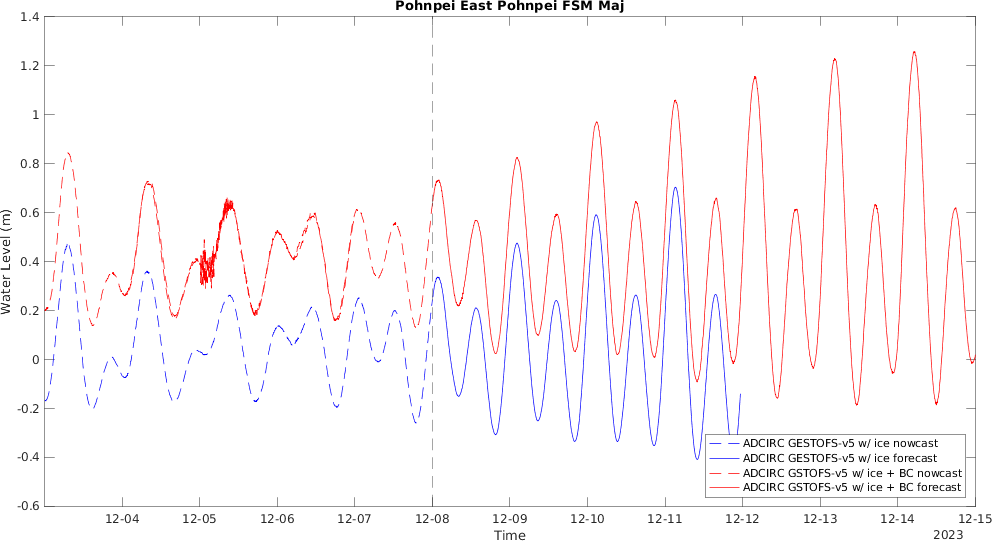 Pohnpei East Pohnpei FSM Maj
1.4
1.2
1
0.8
0.6
0.4
0.2
0
-0.2
-0.4
-0.6
Water Level (m)
ADCIRC GESTOFS-v5 w/ ice nowcast
ADCIRC GESTOFS-v5 w/ ice forecast
ADCIRC GSTOFS-v5 w/ ice + BC nowcast
ADCIRC GSTOFS-v5 w/ ice + BC forecast
12-04 12-05 12-06 12-07 12-08 12-09 12-10 12-11 12-12 12-13 12-14 12-15
Time
2023